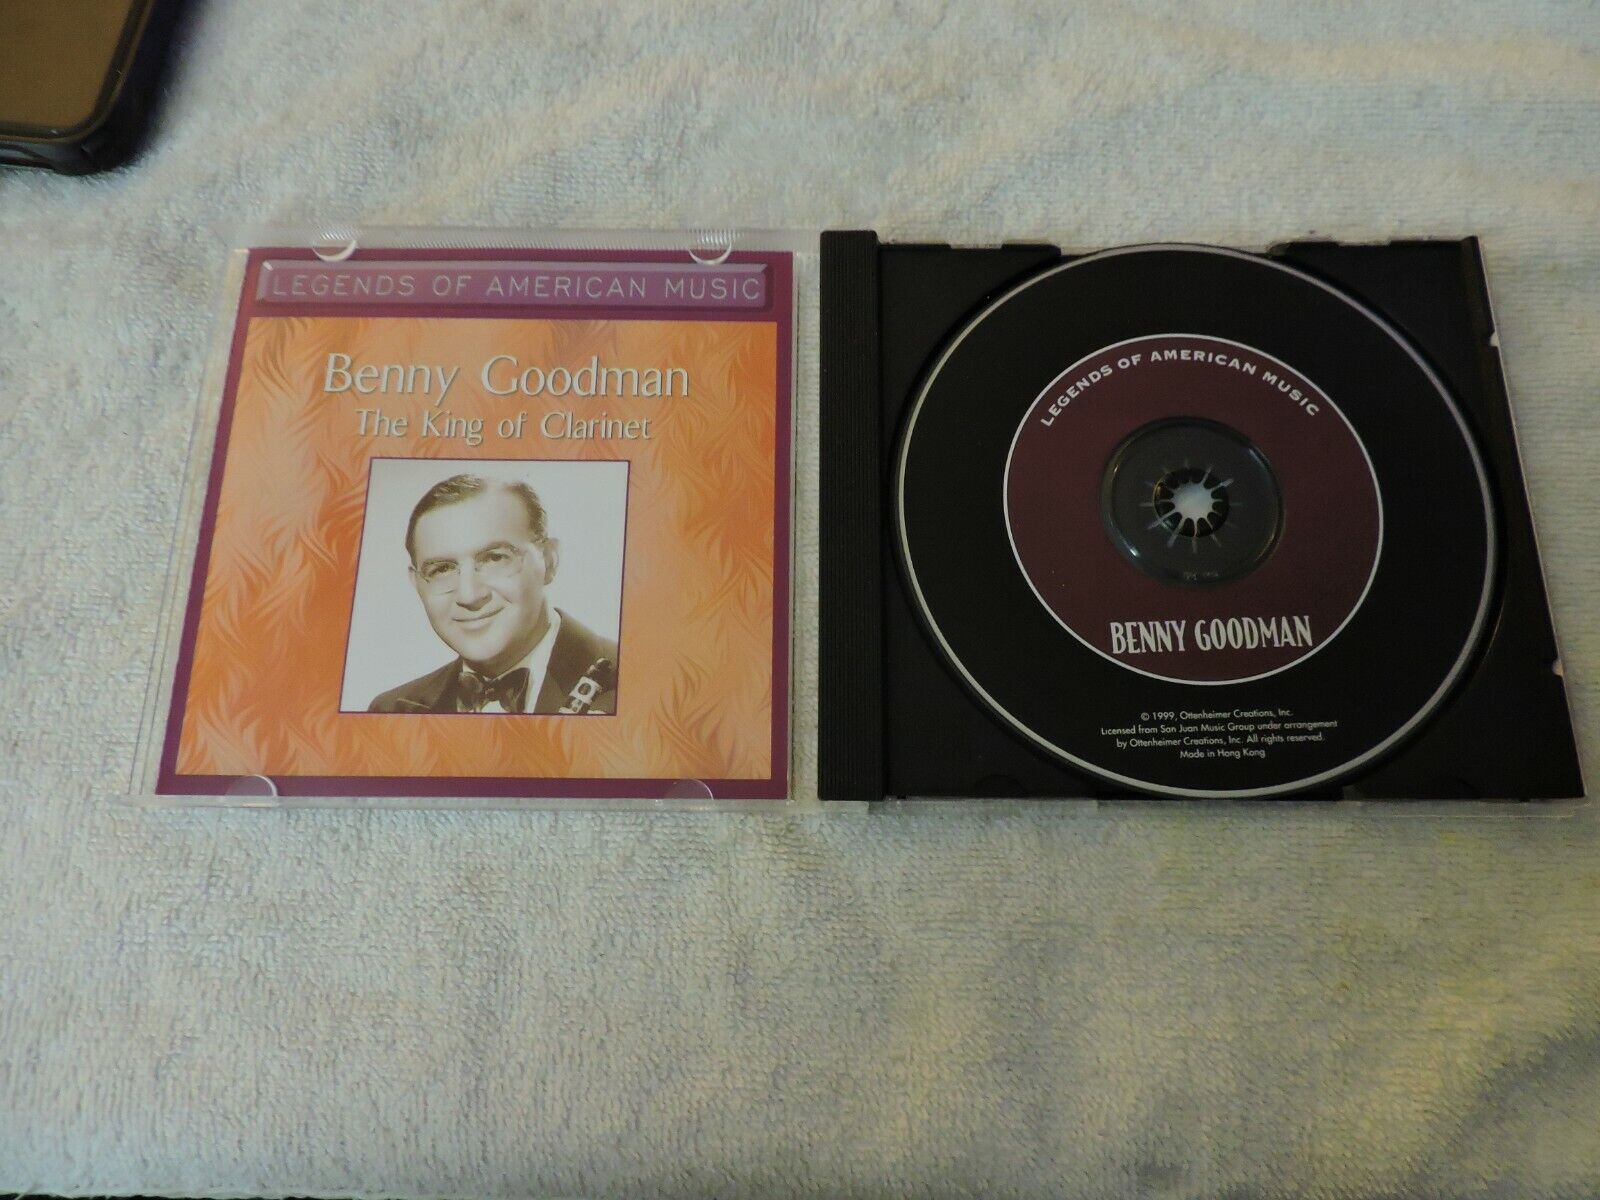 LEGENDS OF AMERICAN MUSIC
Benny Goodman
The King of Clarinet
LEGENDS OF AMERICAN MUSIC
BENNY GOODMAN
© 1999, Ottenheimer Creations, Inc.
Licensed from San Juan Music Group under arrangement
by Ottenheimer Creations, Inc. All rights reserved.
Made in Hong Kong